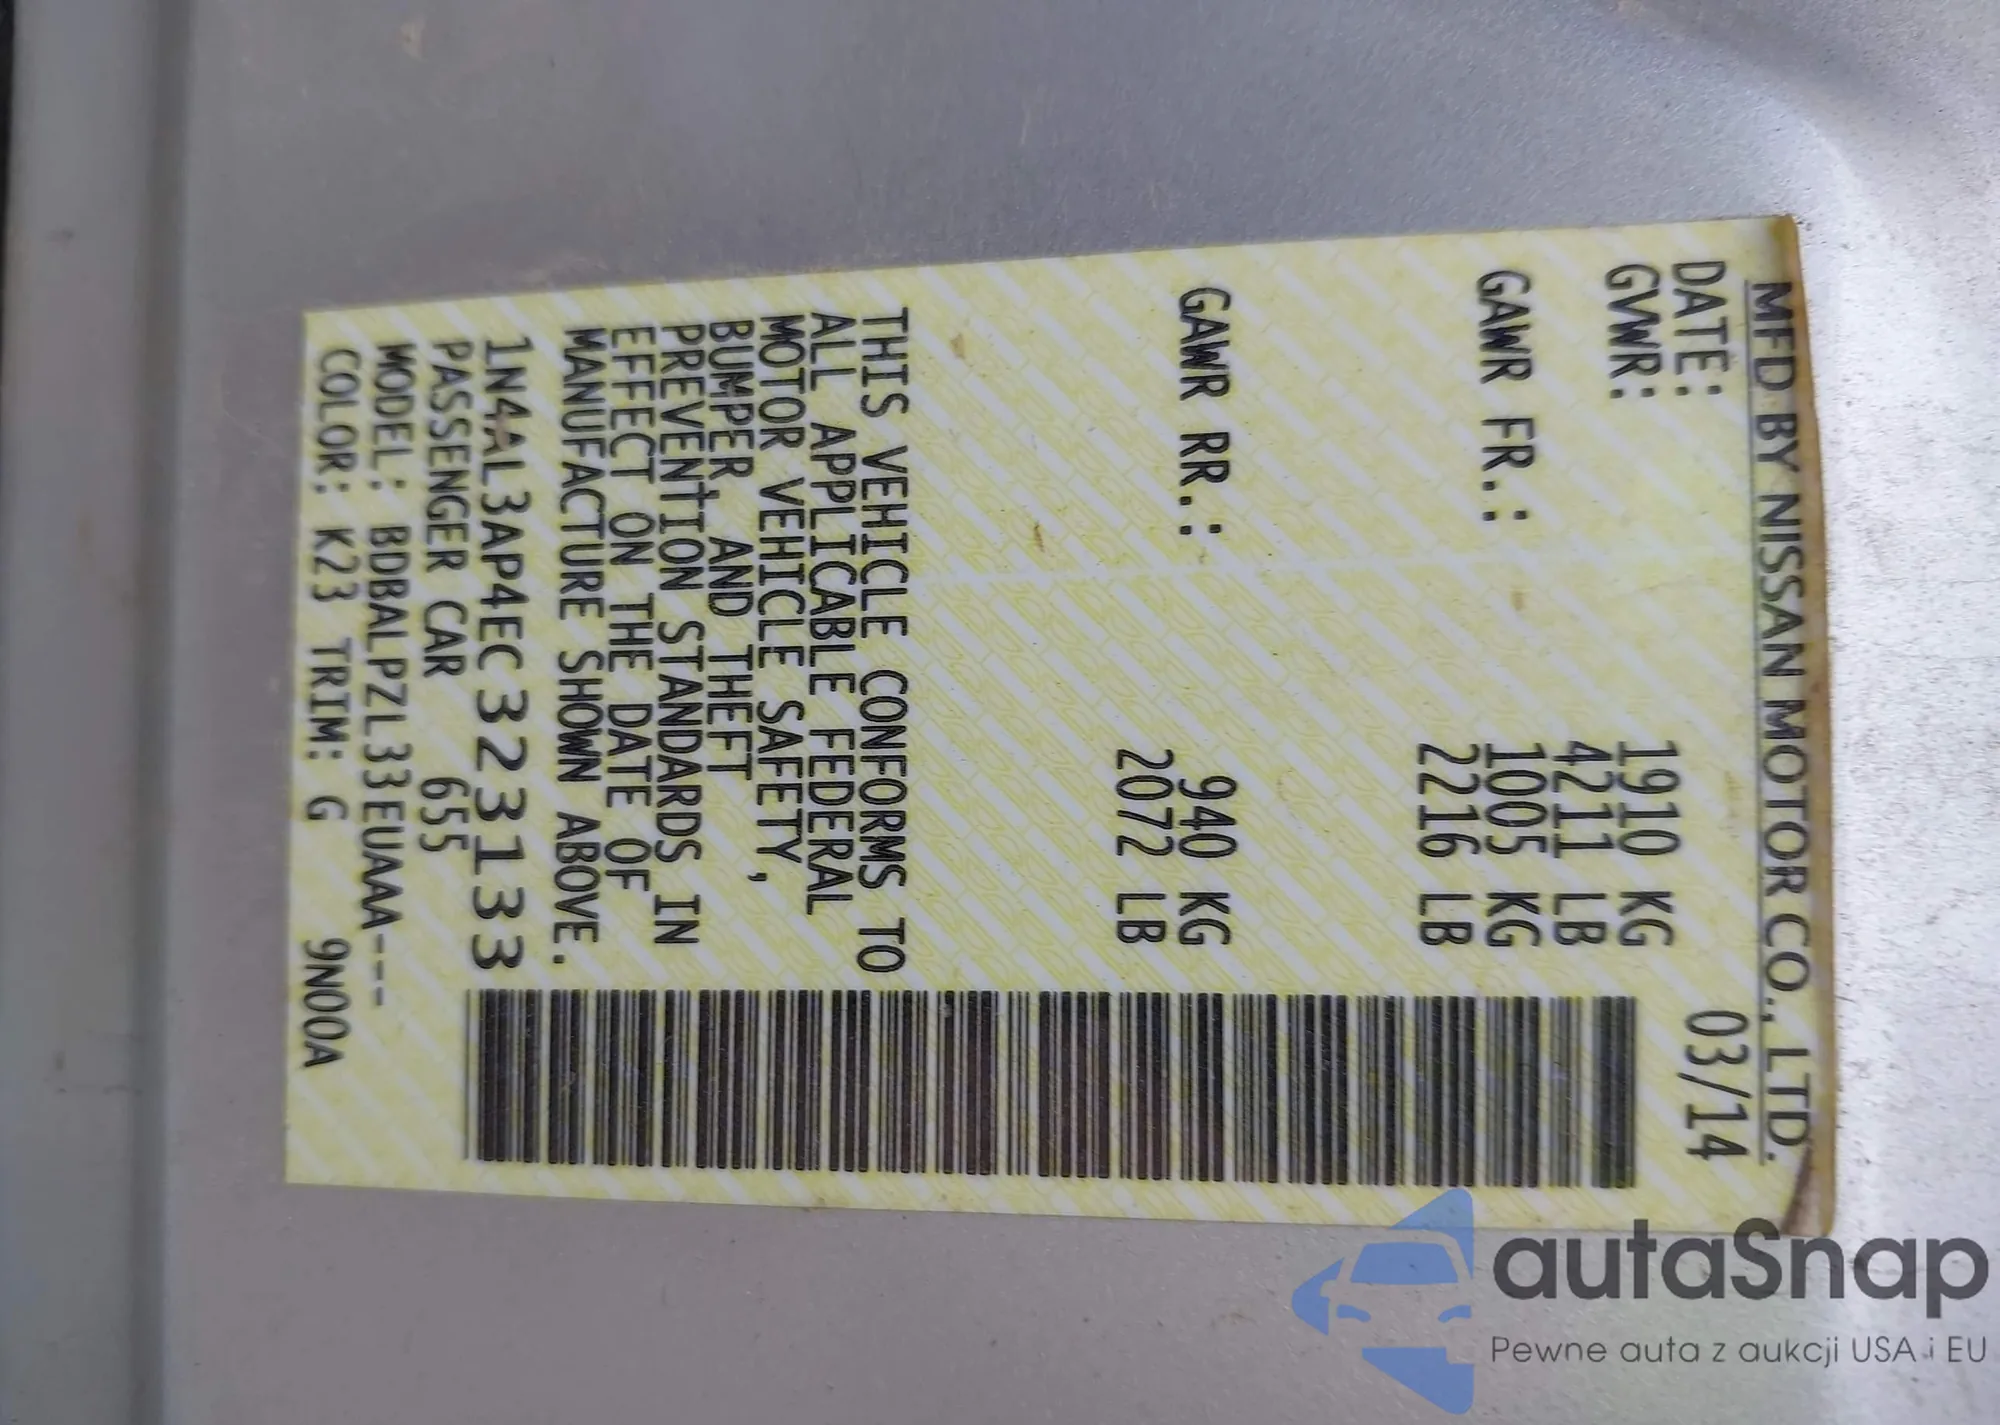 MFD BY NISSAN MOTOR CO., LTD.
DATE: 03/14
GVWR: 1910 KG
4211 LB
GAWR FR.: 1005 KG
2216 LB
GAWR RR.: 940 KG
2072 LB
THIS VEHICLE CONFORMS TO
ALL APPLICABLE FEDERAL
MOTOR VEHICLE SAFETY,
BUMPER, AND THEFT
PREVENTION STANDARDS IN
EFFECT ON THE DATE OF
MANUFACTURE SHOWN ABOVE.
1N4AL3AP4EC323133
PASSENGER CAR 655
MODEL: BDBALPZL33EUAAA---
COLOR: K23 TRIM: G 9N00A
autaSnap
Pewne auta z aukcji USA i EU